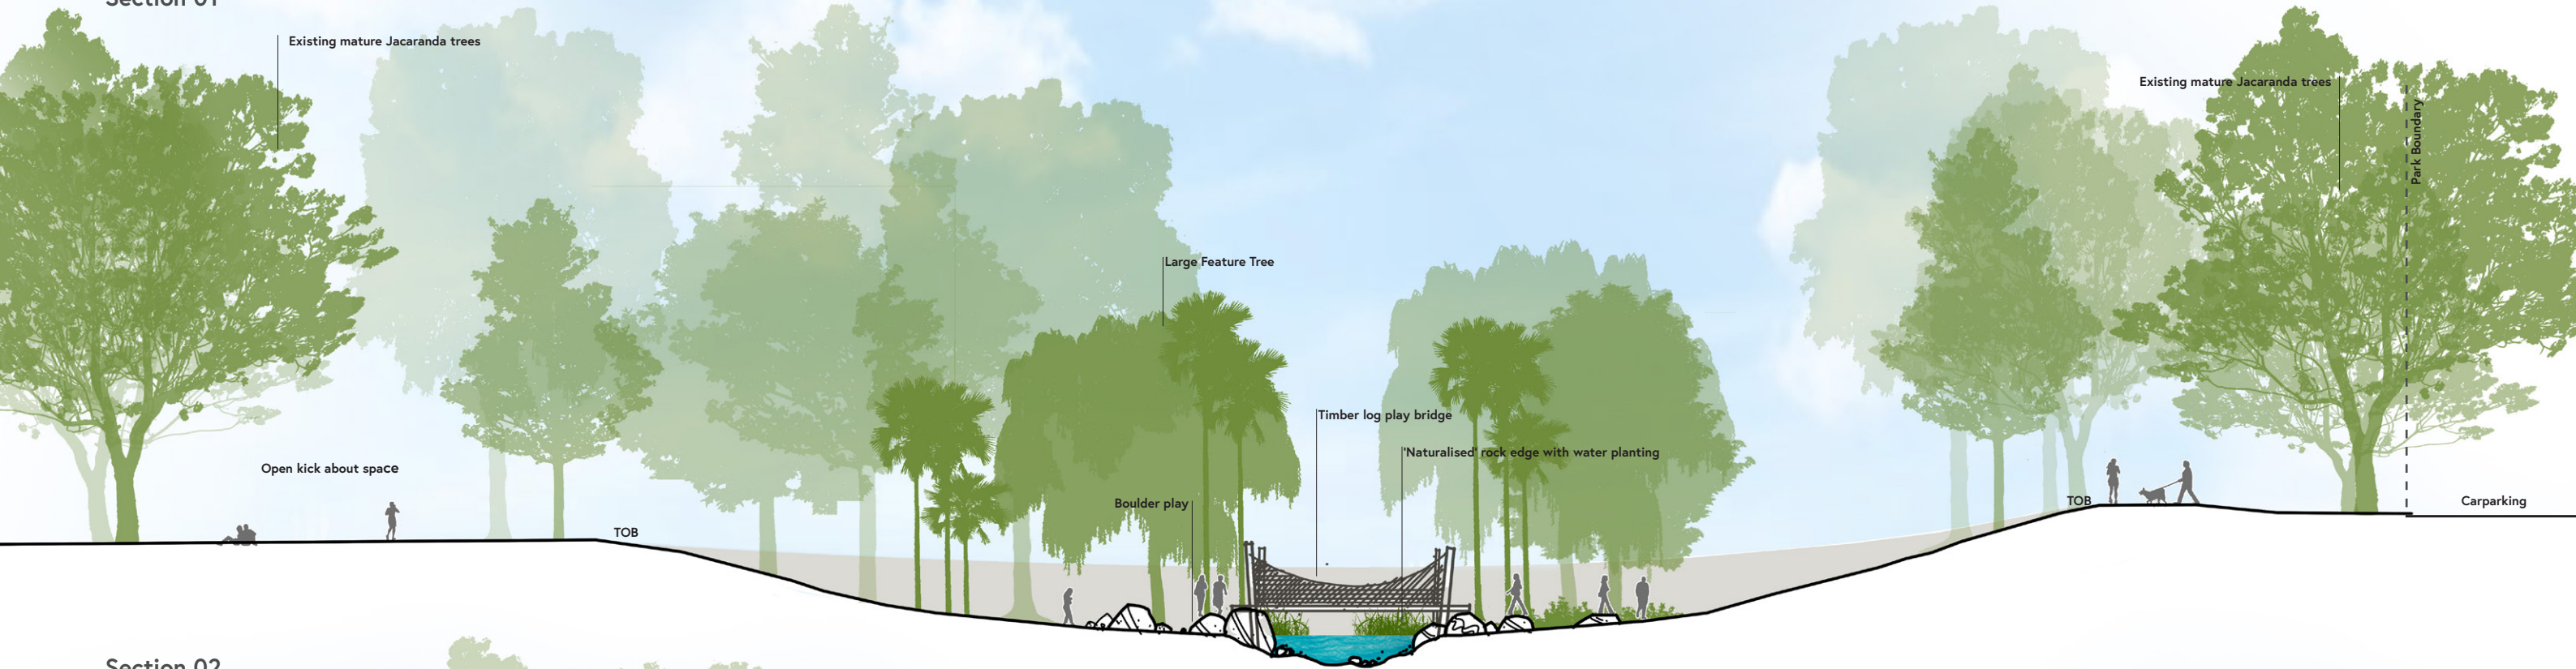 Section 01
Existing mature Jacaranda trees
Existing mature Jacaranda trees
Park Boundary
Large Feature Tree
Timber log play bridge
'Naturalised' rock edge with water planting
Open kick about space
Boulder play
TOB
TOB
Carparking
Section 02